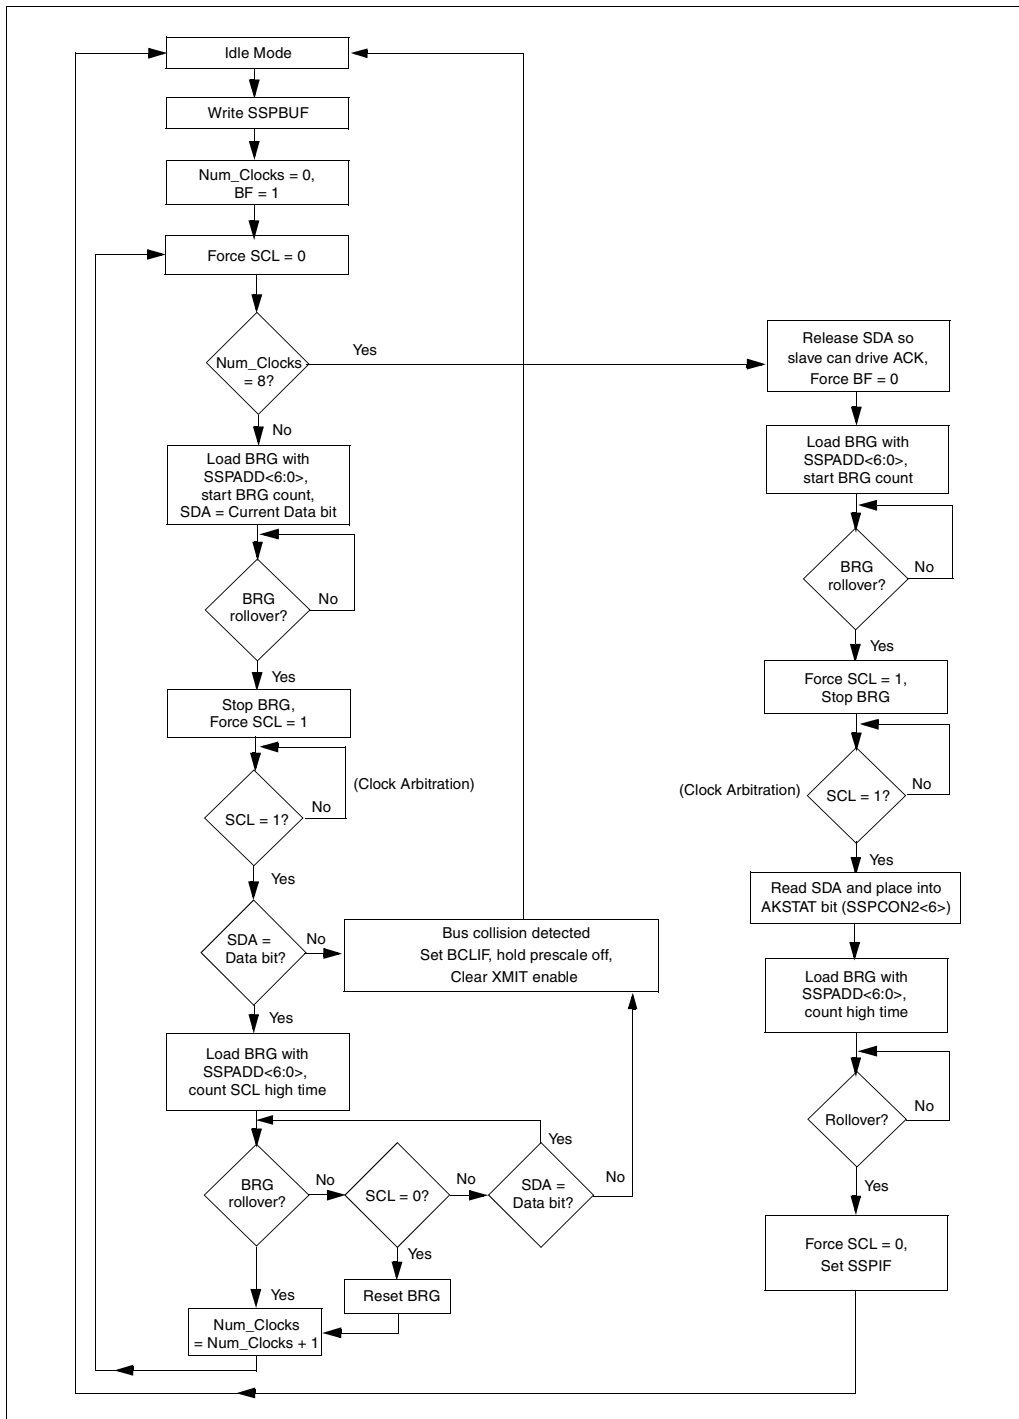 Idle Mode
Write SSPBUF
Num_Clocks = 0,
BF = 1
Force SCL = 0
Num_Clocks
= 8?
Yes
No
Load BRG with
SSPADD<6:0>,
start BRG count,
SDA = Current Data bit
BRG
rollover?
No
Yes
Stop BRG,
Force SCL = 1
SCL = 1?
No
(Clock Arbitration)
Yes
SDA =
Data bit?
No
Bus collision detected
Set BCLIF, hold prescale off,
Clear XMIT enable
Yes
Load BRG with
SSPADD<6:0>,
count SCL high time
BRG
rollover?
No
SCL = 0?
No
SDA =
Data bit?
Yes
No
Yes
Reset BRG
Yes
Num_Clocks
= Num_Clocks + 1
Release SDA so
slave can drive ACK,
Force BF = 0
Load BRG with
SSPADD<6:0>,
start BRG count
BRG
rollover?
No
Yes
Force SCL = 1,
Stop BRG
(Clock Arbitration)
SCL = 1?
No
Yes
Read SDA and place into
AKSTAT bit (SSPCON2<6>)
Load BRG with
SSPADD<6:0>,
count high time
Rollover?
No
Yes
Force SCL = 0,
Set SSPIF